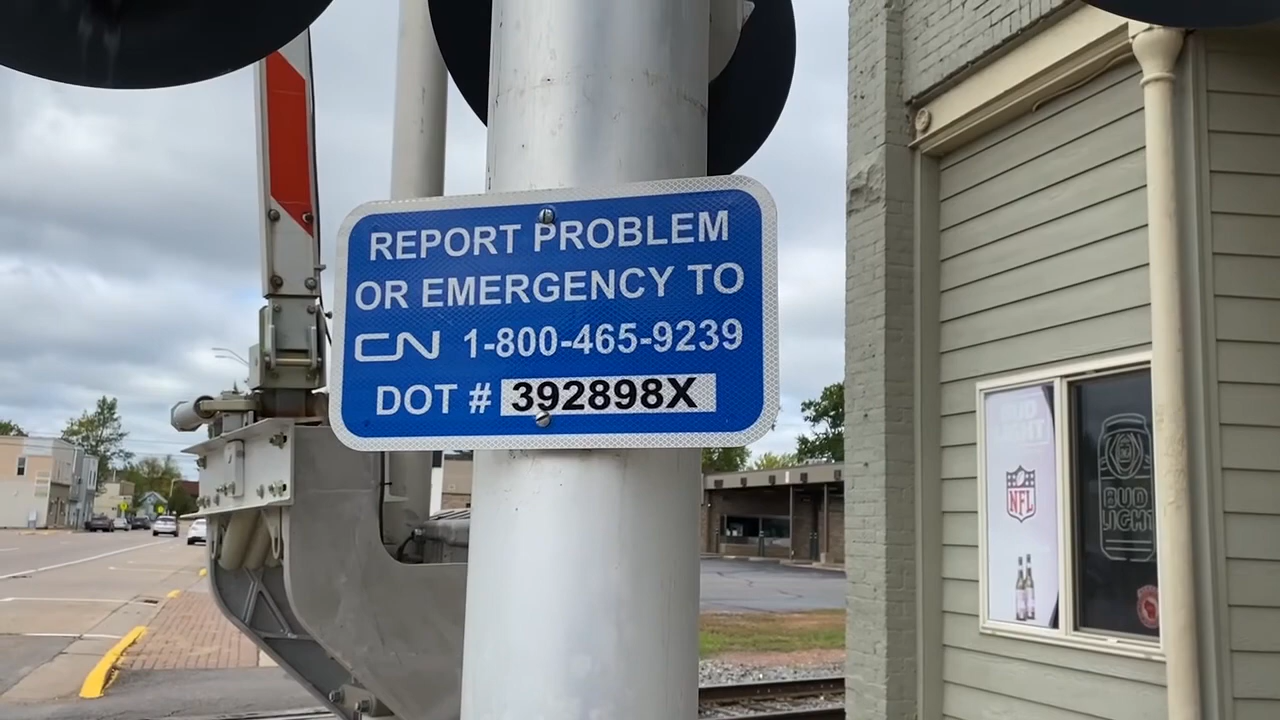 REPORT PROBLEM
OR EMERGENCY TO
CN 1-800-465-9239
DOT # 392898X
BUD
LIGHT
NFL
BUD
LIGHT